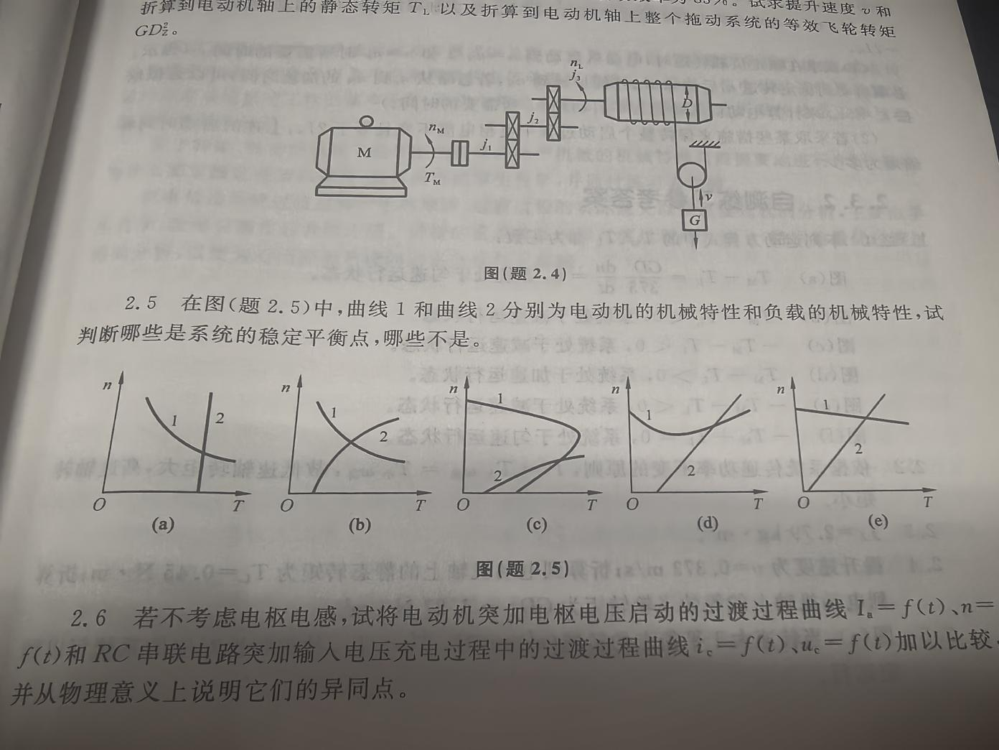 折算到电动机轴上的静态转矩 T_L 以及折算到电动机轴上整个拖动系统的等效飞轮转矩
GD_Z^2。
n_L
j_3
D
j_2
n_M
M
j_1
T_M
v
G
图(题 2.4)
2.5 在图(题 2.5)中,曲线 1 和曲线 2 分别为电动机的机械特性和负载的机械特性,试
判断哪些是系统的稳定平衡点,哪些不是。
n 1 2 O T (a)
n 1 2 O T (b)
n 1 2 O T (c)
n 1 2 O T (d)
n 1 2 O T (e)
图(题 2.5)
2.6 若不考虑电枢电感,试将电动机突加电枢电压启动的过渡过程曲线 I_a=f(t)、n=
f(t)和 RC 串联电路突加输入电压充电过程中的过渡过程曲线 i_c=f(t)、u_c=f(t)加以比较,
并从物理意义上说明它们的异同点。